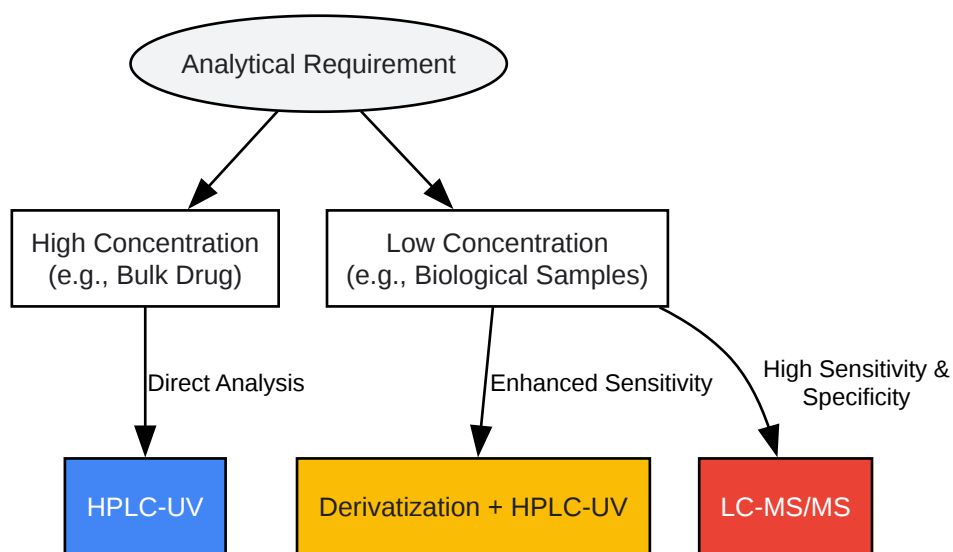 Analytical Requirement
High Concentration
(e.g., Bulk Drug)
Low Concentration
(e.g., Biological Samples)
Direct Analysis
Enhanced Sensitivity
High Sensitivity &
Specificity
HPLC-UV
Derivatization + HPLC-UV
LC-MS/MS